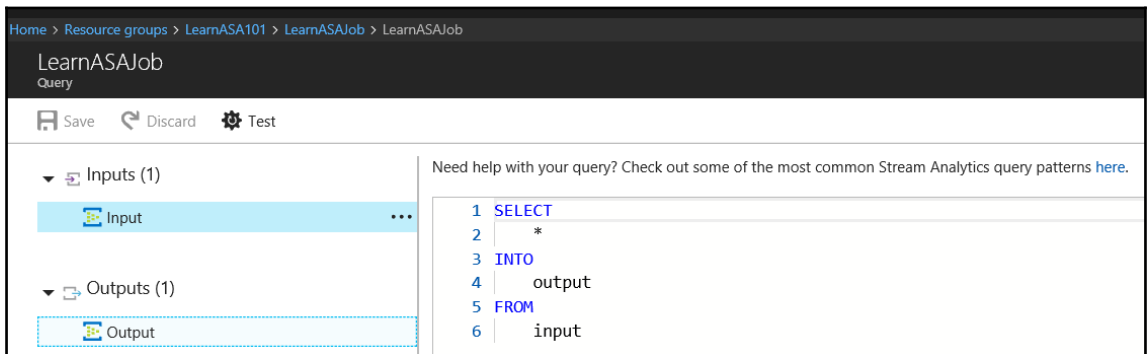 Home > Resource groups > LearnASA101 > LearnASAJob > LearnASAJob
LearnASAJob
Query
Save Discard Test
Inputs (1)
Input ...
Outputs (1)
Output
Need help with your query? Check out some of the most common Stream Analytics query patterns here.
1 SELECT
2 *
3 INTO
4 output
5 FROM
6 input